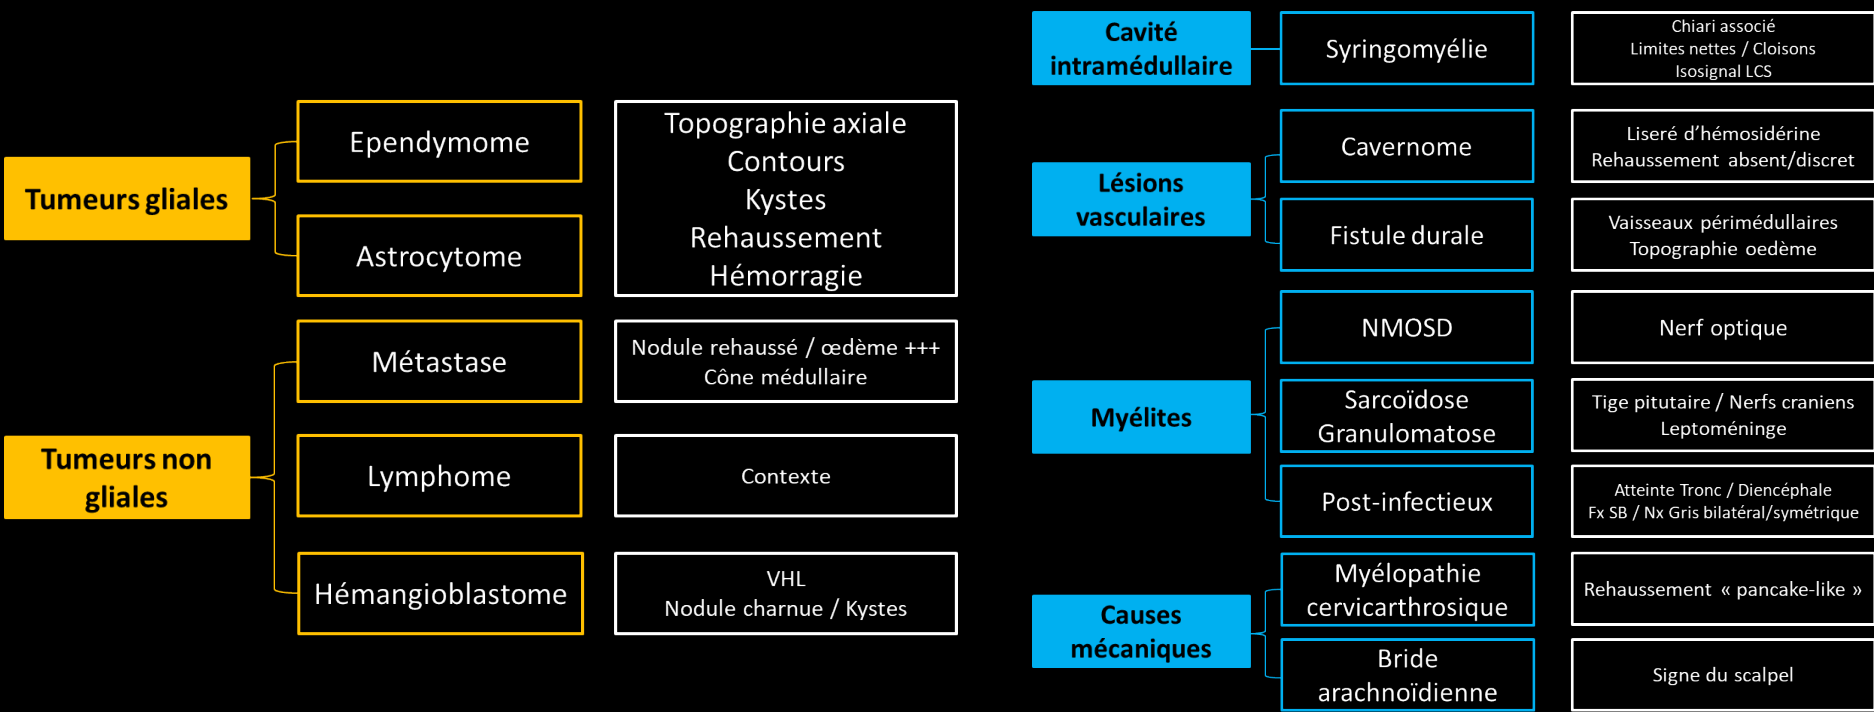 Tumeurs gliales
Ependymome
Astrocytome
Topographie axiale
Contours
Kystes
Rehaussement
Hémorragie
Tumeurs non
gliales
Métastase
Nodule rehaussé / œdème +++
Cône médullaire
Lymphome
Contexte
Hémangioblastome
VHL
Nodule charnue / Kystes
Cavité
intramédullaire
Syringomyélie
Chiari associé
Limites nettes / Cloisons
Isosignal LCS
Lésions
vasculaires
Cavernome
Liseré d’hémosidérine
Rehaussement absent/discret
Fistule durale
Vaisseaux périmédullaires
Topographie oedème
Myélites
NMOSD
Nerf optique
Sarcoïdose
Granulomatose
Tige pitutaire / Nerfs craniens
Leptoméninge
Post-infectieux
Atteinte Tronc / Diencéphale
Fx SB / Nx Gris bilatéral/symétrique
Causes
mécaniques
Myélopathie
cervicarthrosique
Rehaussement « pancake-like »
Bride
arachnoïdienne
Signe du scalpel